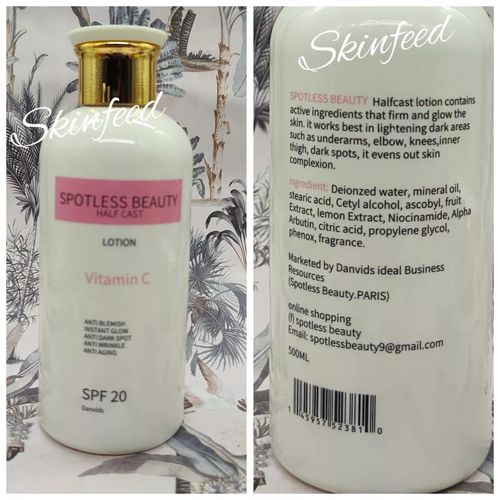 Skinfeed
SPOTLESS BEAUTY
HALF CAST
LOTION
Vitamin C
ANTI BLEMISH
INSTANT GLOW
ANTI DARK SPOT
ANTI WRINKLE
ANTI AGING
SPF 20
Danvids
Skinfeed
SPOTLESS BEAUTY Halfcast lotion contains
active ingredients that firm and glow the
skin. it works best in lightening dark areas
such as underarms, elbow, knees,inner
thigh, dark spots, it evens out skin
complexion.
ingredient: Deionzed water, mineral oil,
stearic acid, Cetyl alcohol, ascobyl, fruit
Extract, lemon Extract, Niocinamide, Alpha
Arbutin, citric acid, propylene glycol,
phenox, fragrance.
Marketed by Danvids ideal Business
Resources
(Spotless Beauty.PARIS)
online shopping
(f) spotless beauty
Email: spotlessbeauty9@gmail.com
500ML
1 45957 52381 0